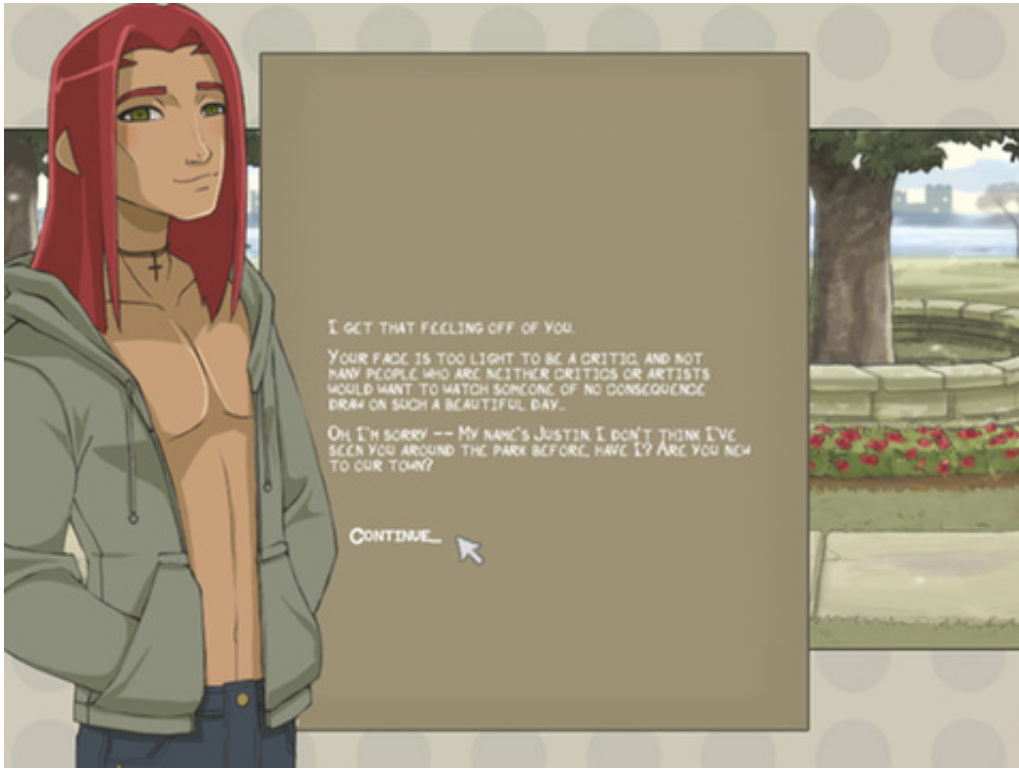 I GET THAT FEELING OFF OF YOU.
YOUR FACE IS TOO LIGHT TO BE A CRITIC, AND NOT
MANY PEOPLE WHO ARE NEITHER CRITICS OR ARTISTS
WOULD WANT TO WATCH SOMEONE OF NO CONSEQUENCE
DRAW ON SUCH A BEAUTIFUL DAY...
OH, I'M SORRY -- MY NAME'S JUSTIN. I DON'T THINK I'VE
SEEN YOU AROUND THE PARK BEFORE, HAVE I? ARE YOU NEW
TO OUR TOWN?
CONTINUE...